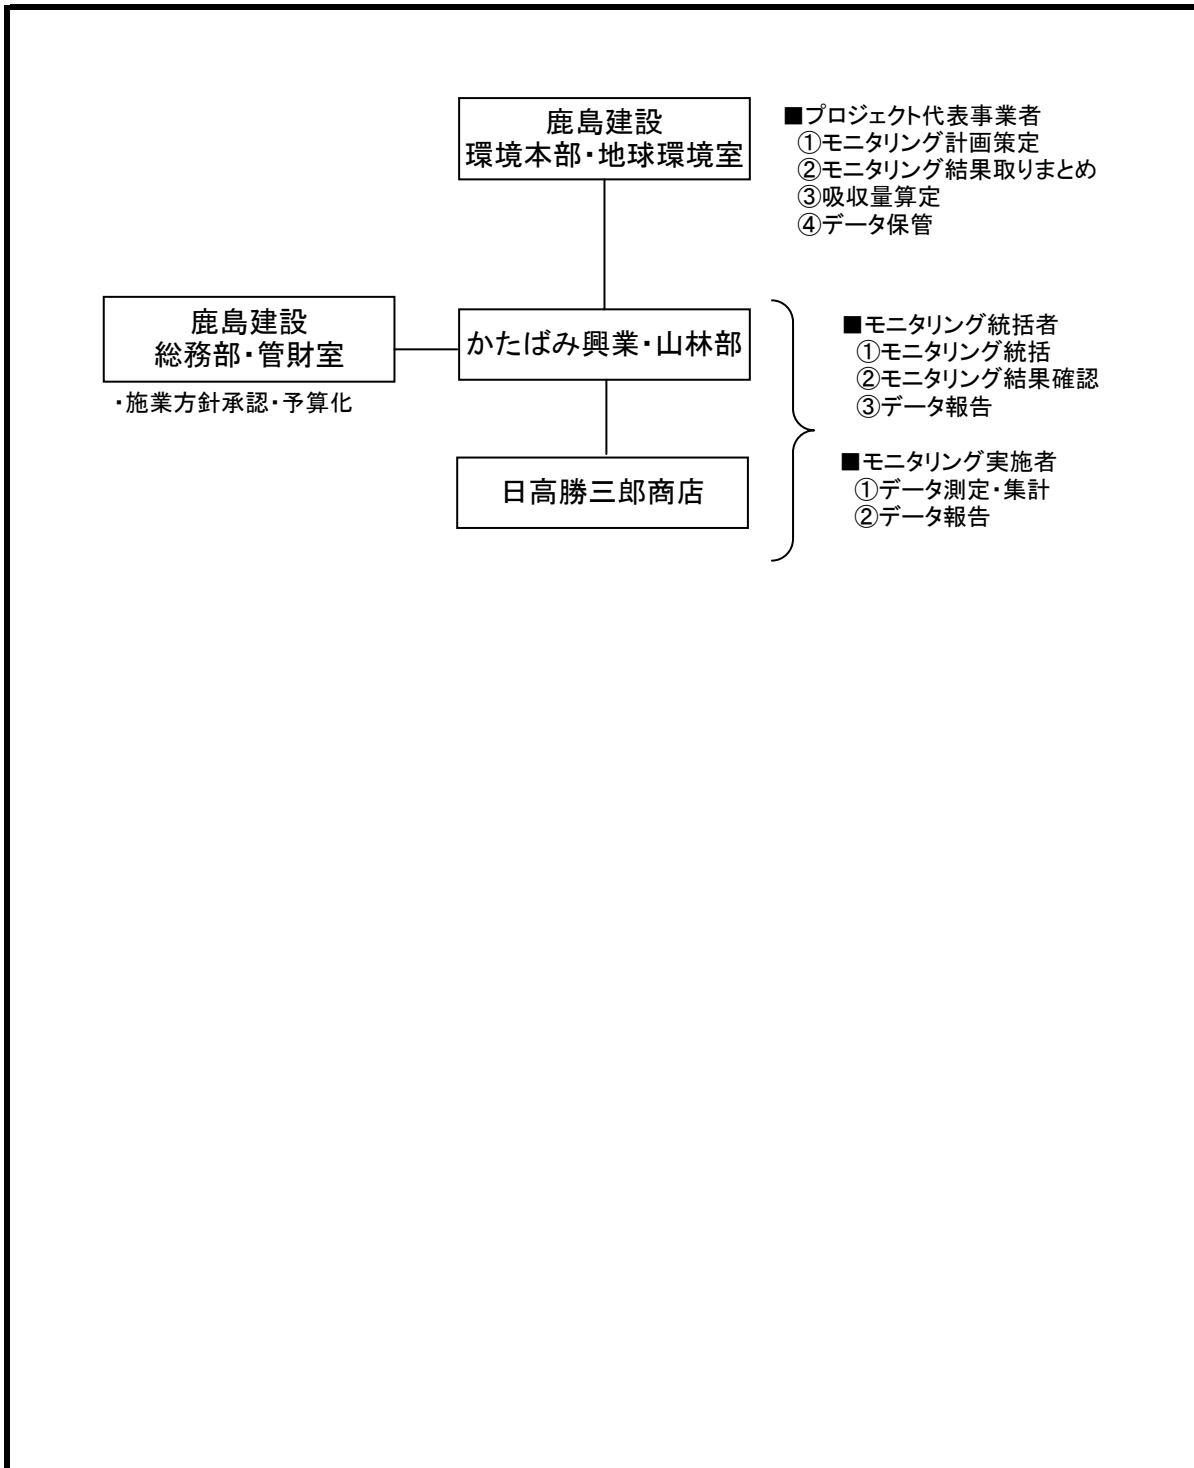 鹿島建設
環境本部・地球環境室
■プロジェクト代表事業者
①モニタリング計画策定
②モニタリング結果取りまとめ
③吸収量算定
④データ保管
鹿島建設
総務部・管財室
・施業方針承認・予算化
かたばみ興業・山林部
日高勝三郎商店
■モニタリング統括者
①モニタリング統括
②モニタリング結果確認
③データ報告
■モニタリング実施者
①データ測定・集計
②データ報告